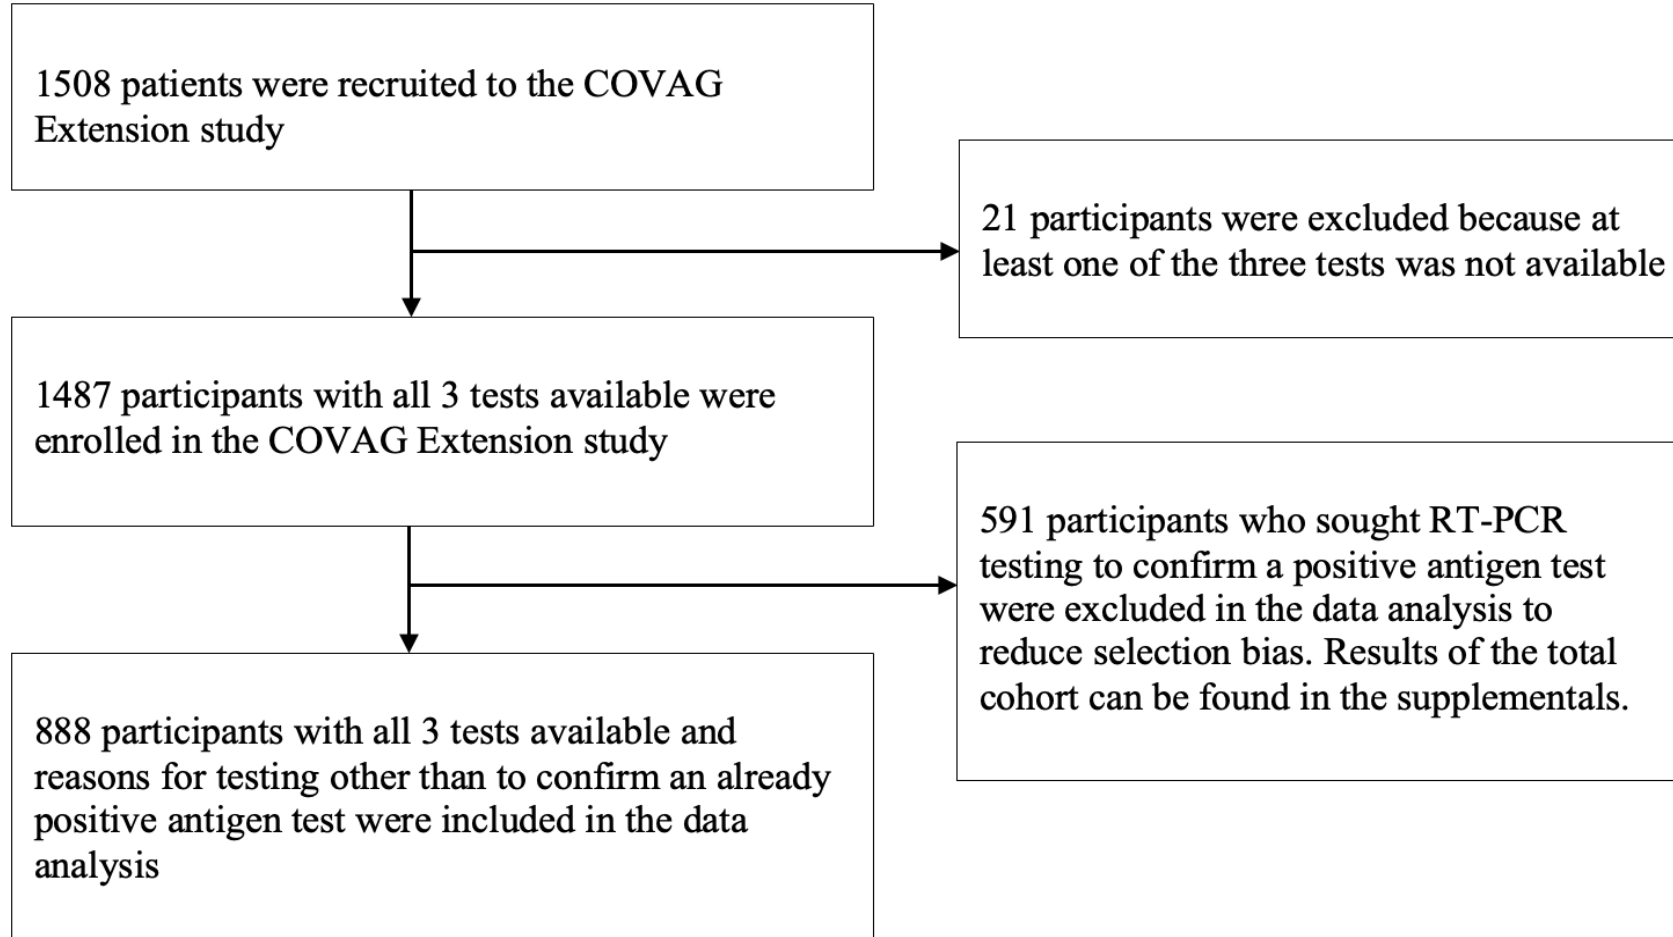 1508 patients were recruited to the COVAG
Extension study
21 participants were excluded because at
least one of the three tests was not available
1487 participants with all 3 tests available were
enrolled in the COVAG Extension study
591 participants who sought RT-PCR
testing to confirm a positive antigen test
were excluded in the data analysis to
reduce selection bias. Results of the total
cohort can be found in the supplementals.
888 participants with all 3 tests available and
reasons for testing other than to confirm an already
positive antigen test were included in the data
analysis